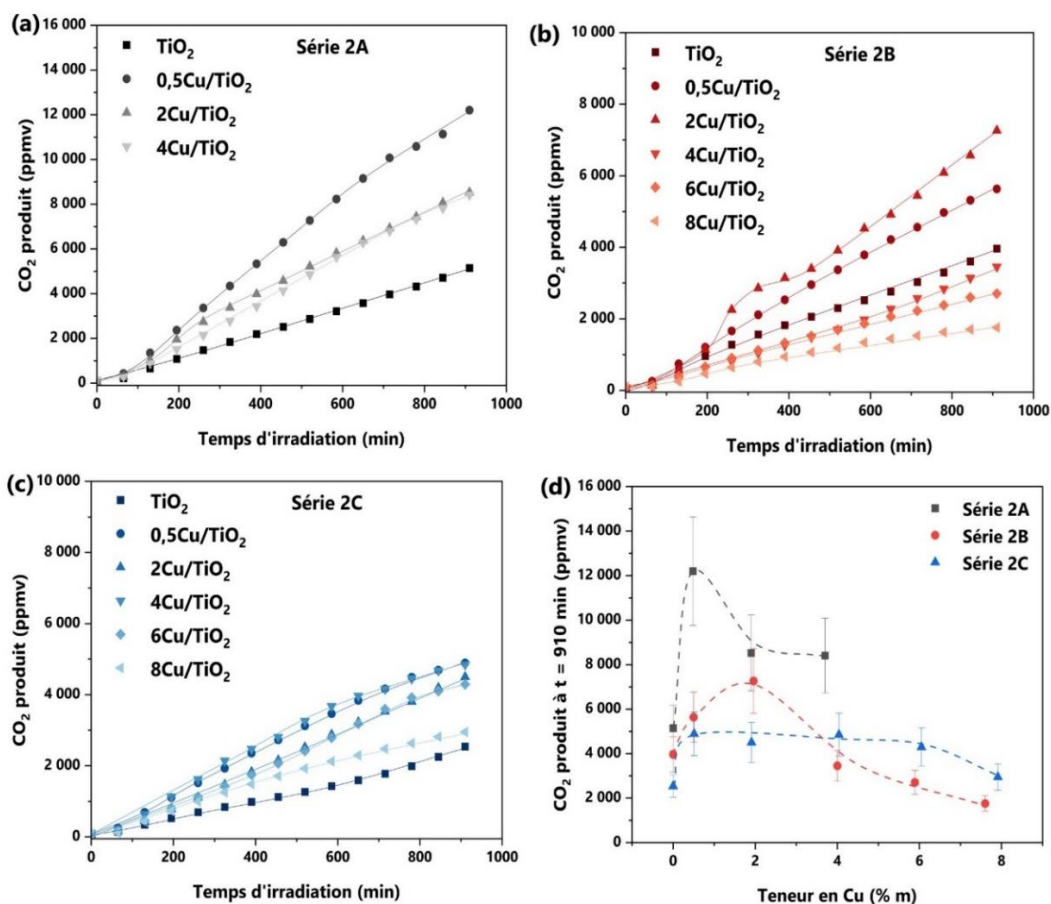 (a)
16 000
14 000
12 000
10 000
8 000
6 000
4 000
2 000
0
CO2 produit (ppmv)
Série 2A
TiO2
0,5Cu/TiO2
2Cu/TiO2
4Cu/TiO2
0 200 400 600 800 1000
Temps d'irradiation (min)
(b)
10 000
8 000
6 000
4 000
2 000
0
CO2 produit (ppmv)
Série 2B
TiO2
0,5Cu/TiO2
2Cu/TiO2
4Cu/TiO2
6Cu/TiO2
8Cu/TiO2
0 200 400 600 800 1000
Temps d'irradiation (min)
(c)
10 000
8 000
6 000
4 000
2 000
0
CO2 produit (ppmv)
Série 2C
TiO2
0,5Cu/TiO2
2Cu/TiO2
4Cu/TiO2
6Cu/TiO2
8Cu/TiO2
0 200 400 600 800 1000
Temps d'irradiation (min)
(d)
16 000
14 000
12 000
10 000
8 000
6 000
4 000
2 000
0
CO2 produit à t = 910 min (ppmv)
Série 2A
Série 2B
Série 2C
0 2 4 6 8
Teneur en Cu (% m)